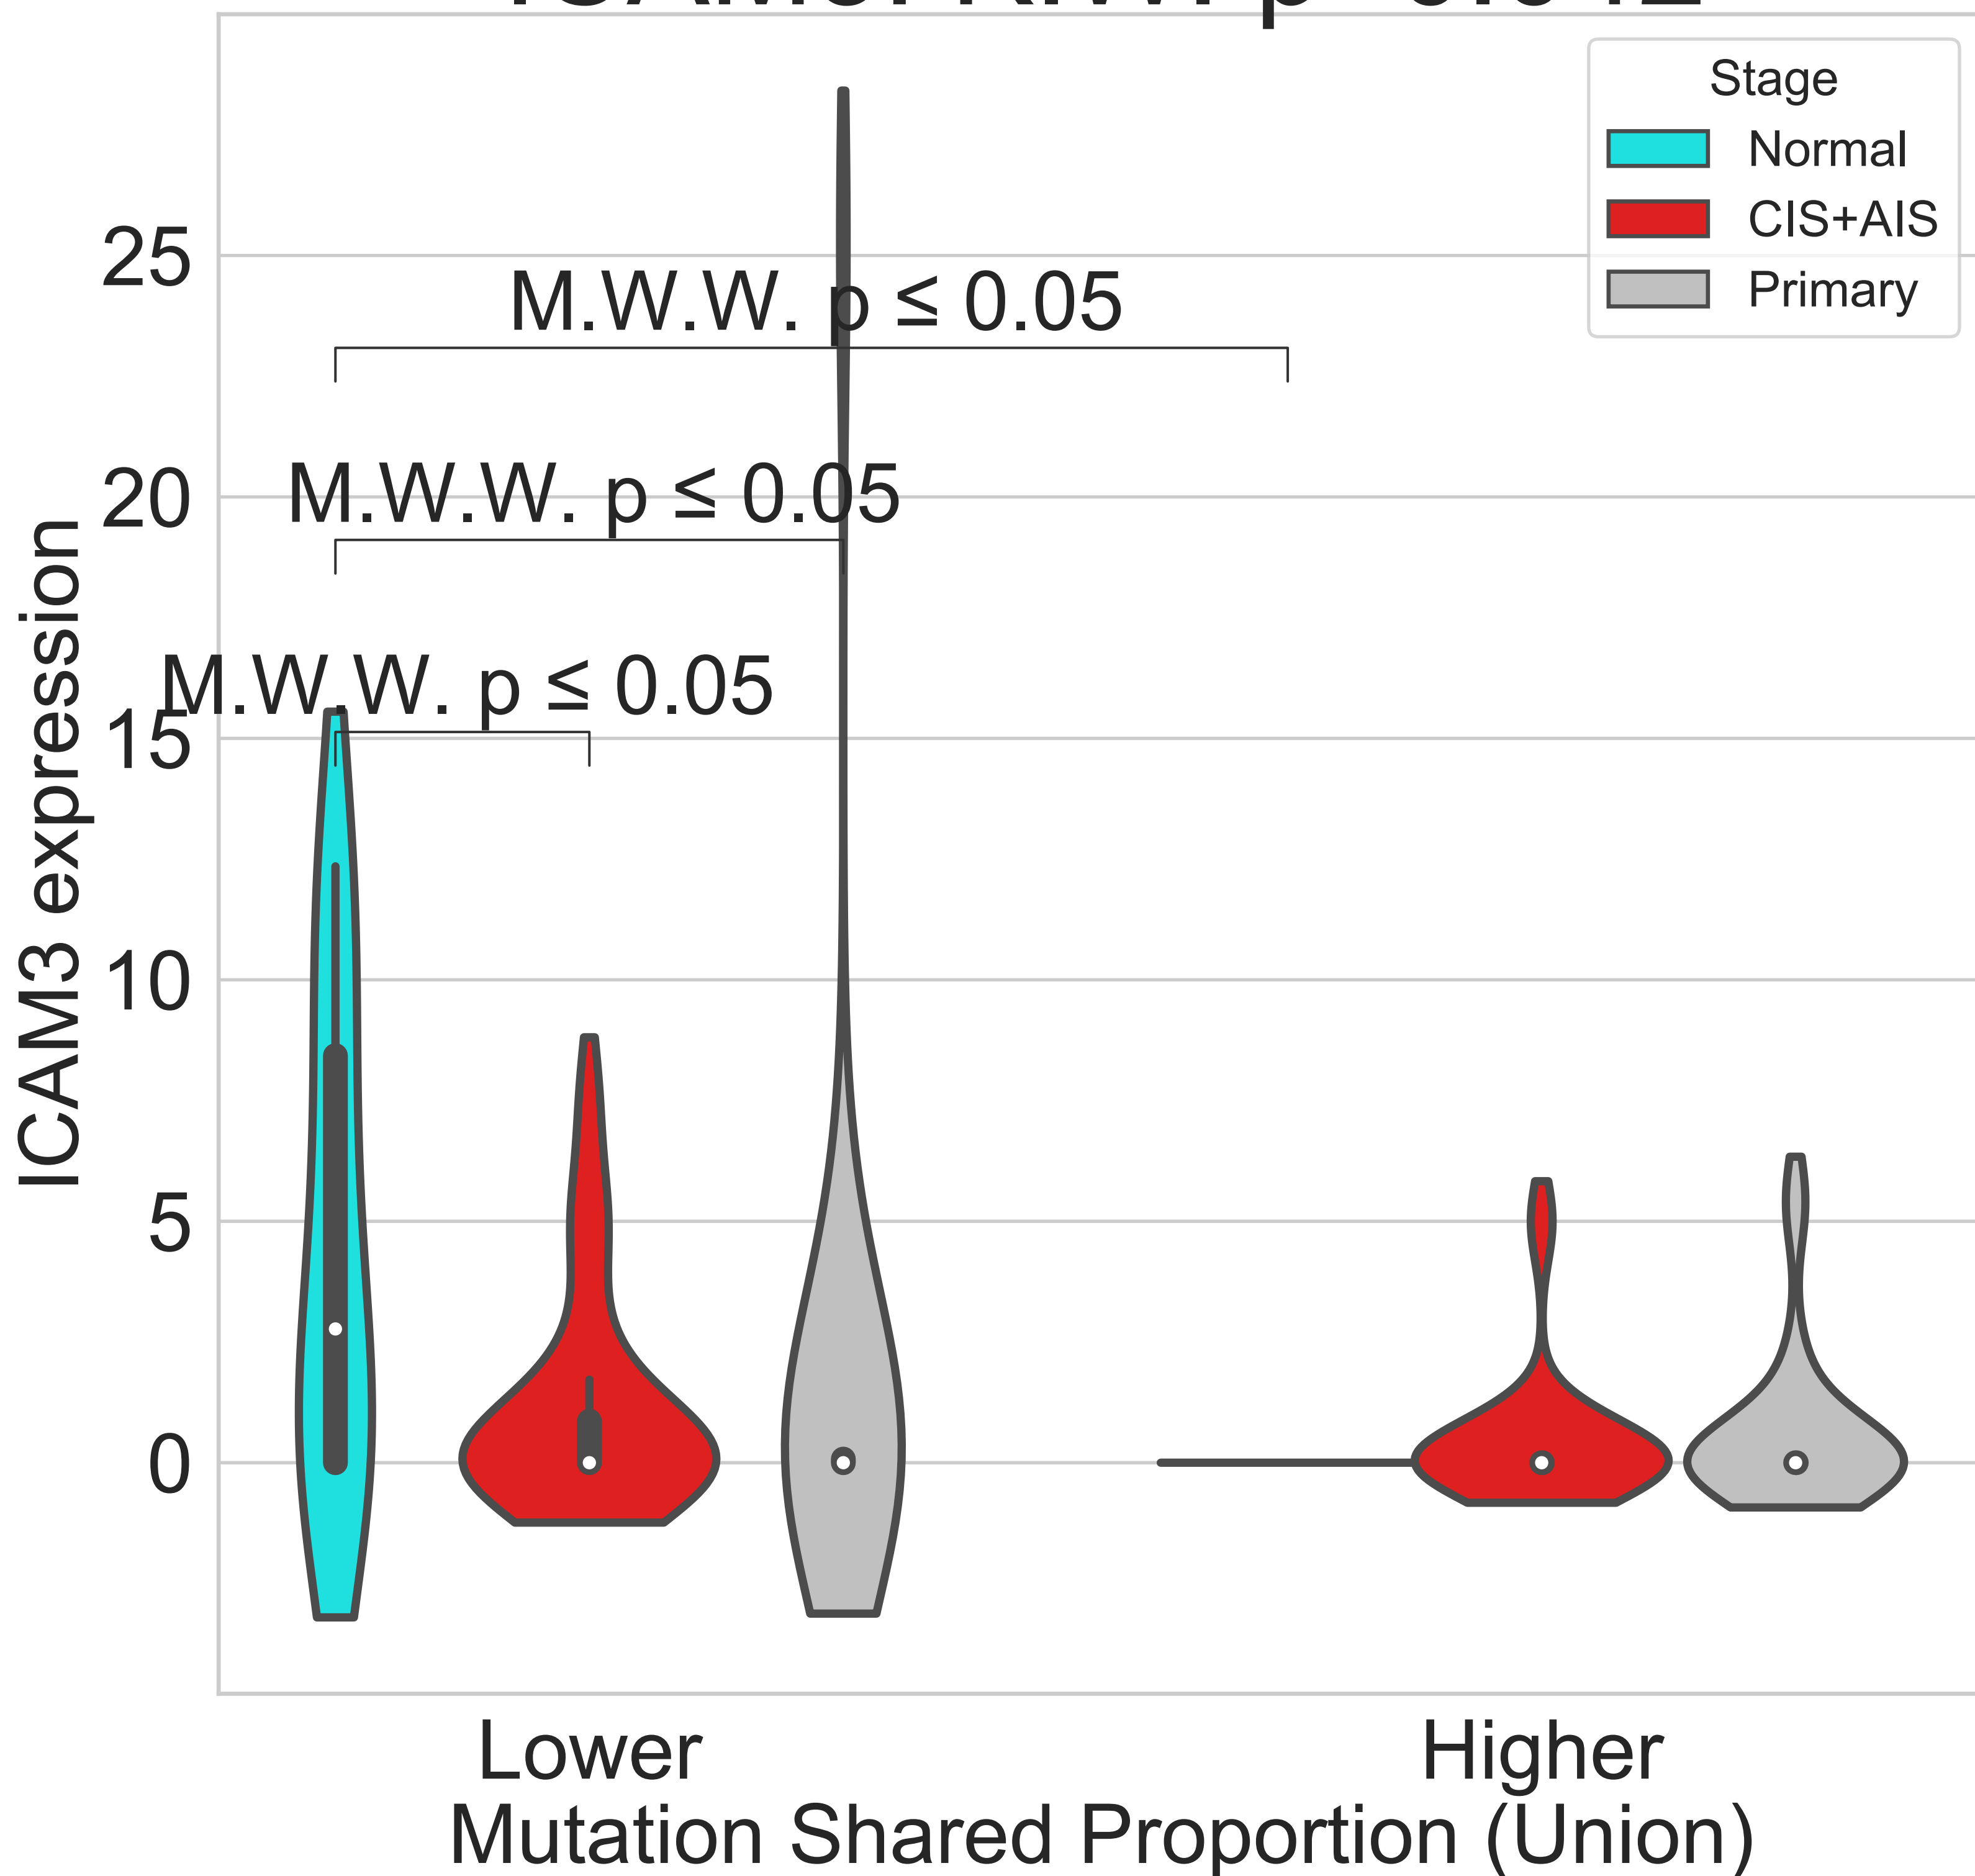 Stage
Normal
CIS+AIS
Primary
25
M.W.W. p ≤ 0.05
20
M.W.W. p ≤ 0.05
M.W.W. p ≤ 0.05
15
10
5
0
ICAM3 expression
Lower
Higher
Mutation Shared Proportion (Union)